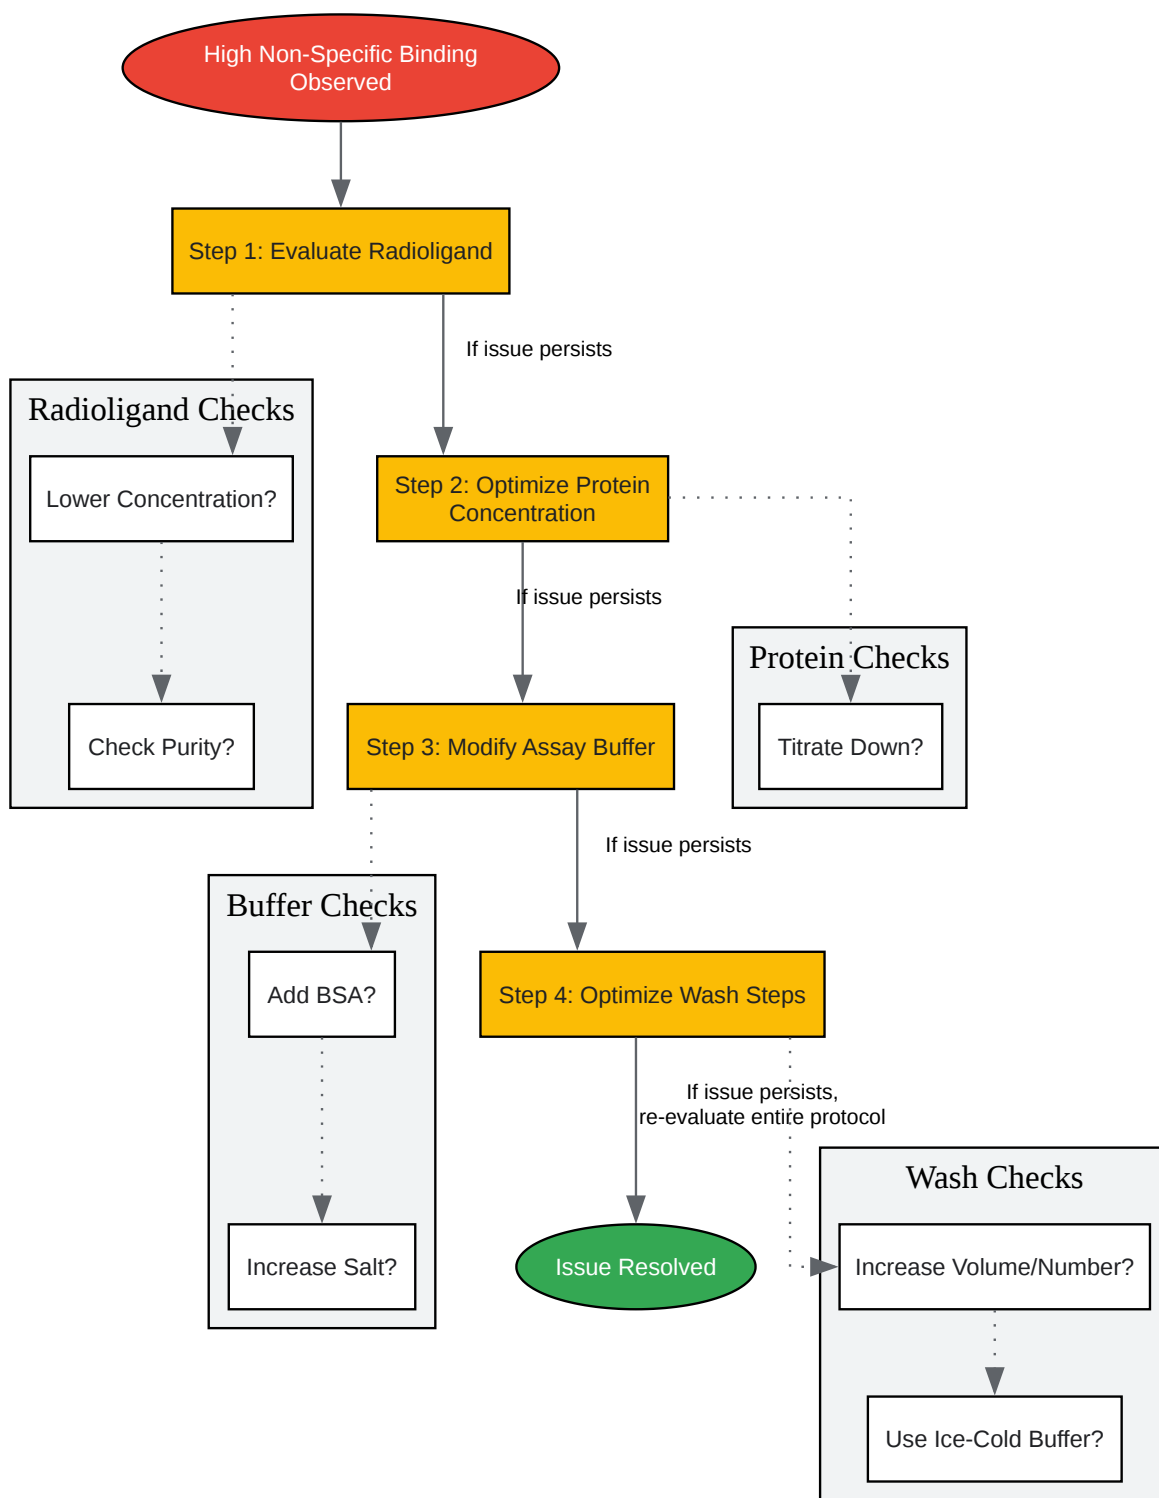 High Non-Specific Binding
Observed
Step 1: Evaluate Radioligand
If issue persists
Radioligand Checks
Lower Concentration?
Step 2: Optimize Protein
Concentration
If issue persists
Protein Checks
Check Purity?
Step 3: Modify Assay Buffer
Titrate Down?
If issue persists
Buffer Checks
Add BSA?
Step 4: Optimize Wash Steps
If issue persists,
re-evaluate entire protocol
Wash Checks
Increase Salt?
Issue Resolved
Increase Volume/Number?
Use Ice-Cold Buffer?